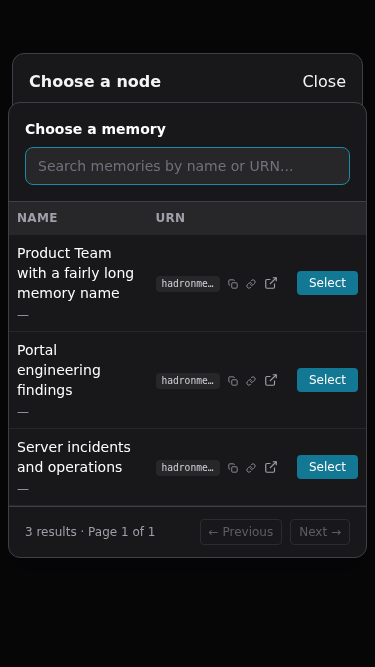 Choose a node Close
Choose a memory
Search memories by name or URN...
NAME URN
Product Team
with a fairly long
memory name
—
hadronme… Select
Portal
engineering
findings
—
hadronme… Select
Server incidents
and operations
—
hadronme… Select
3 results · Page 1 of 1 ← Previous Next →